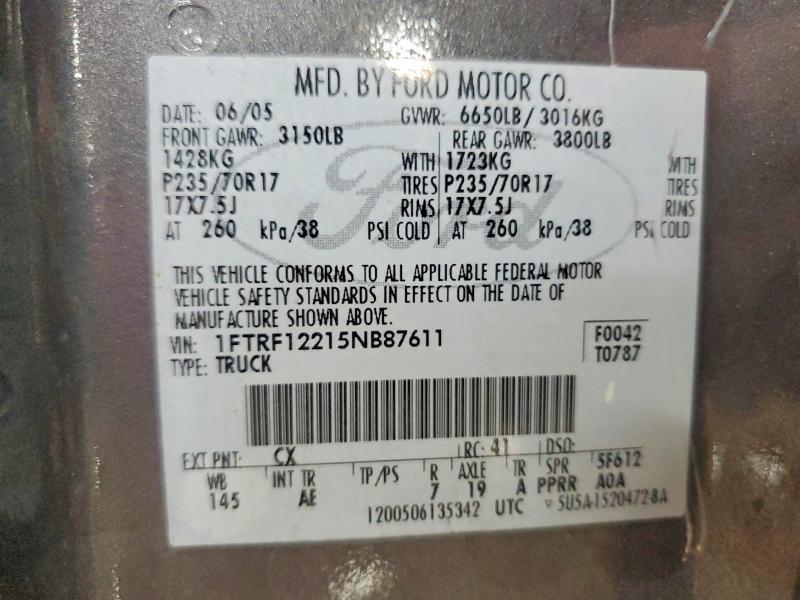 MFD. BY FORD MOTOR CO.
DATE: 06/05 GVWR: 6650LB/ 3016KG
FRONT GAWR: 3150LB REAR GAWR: 3800LB
1428KG WITH 1723KG WITH
P235/70R17 TIRES P235/70R17 TIRES
17X7.5J RIMS 17X7.5J RIMS
AT 260 kPa/38 PSI COLD AT 260 kPa/38 PSI COLD
THIS VEHICLE CONFORMS TO ALL APPLICABLE FEDERAL MOTOR
VEHICLE SAFETY STANDARDS IN EFFECT ON THE DATE OF
MANUFACTURE SHOWN ABOVE.
VIN: 1FTRF12215NB87611 F0042
TYPE: TRUCK T0787
EXT PNT: CX RC: 41 DSO:
WB INT TR TP/PS R AXLE TR SPR 5F612
145 AE 7 19 A PPRR A0A
1200506135342 UTC ▽ 5U5A-1520472-BA
Ford